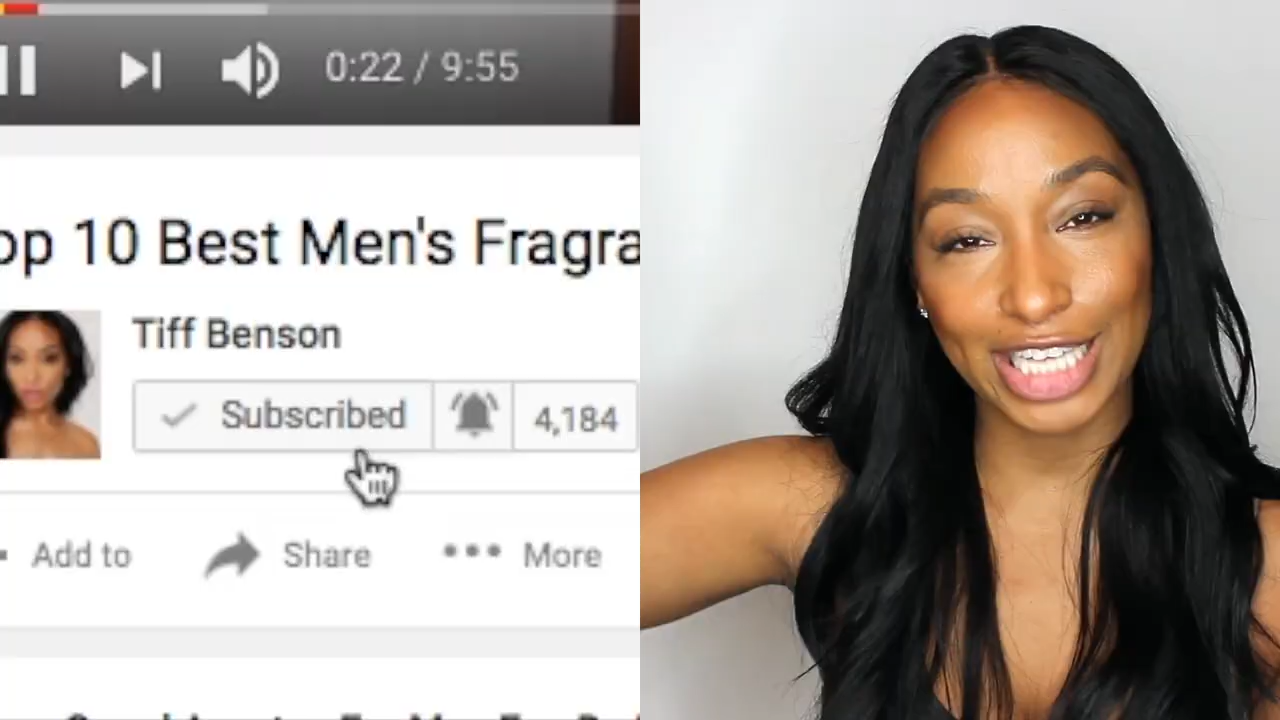 0:22 / 9:55
op 10 Best Men's Fragra
Tiff Benson
Subscribed
4,184
Add to
Share
More